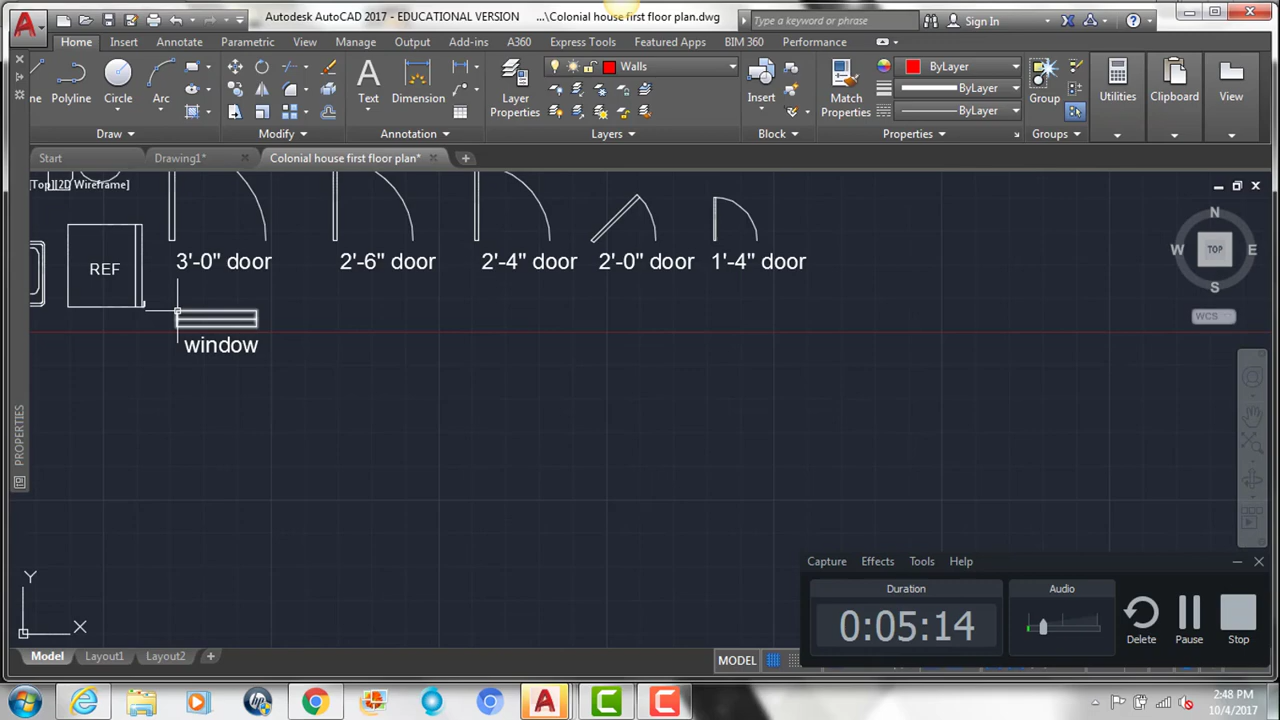 Autodesk AutoCAD 2017 - EDUCATIONAL VERSION ...\Colonial house first floor plan.dwg
Type a keyword or phrase
Sign In
Home Insert Annotate Parametric View Manage Output Add-ins A360 Express Tools Featured Apps BIM 360 Performance
Walls
ByLayer
ByLayer
ByLayer
Polyline Circle Arc Text Dimension Layer Properties Insert Match Properties Group Utilities Clipboard View
Draw Modify Annotation Layers Block Properties Groups
Start Drawing1* Colonial house first floor plan*
Top][2D Wireframe]
N
W TOP E
S
WCS
REF
3'-0" door 2'-6" door 2'-4" door 2'-0" door 1'-4" door
window
PROPERTIES
Y
X
Capture Effects Tools Help
Duration Audio
0:05:14
Delete Pause Stop
Model Layout1 Layout2
MODEL
2:48 PM
10/4/2017